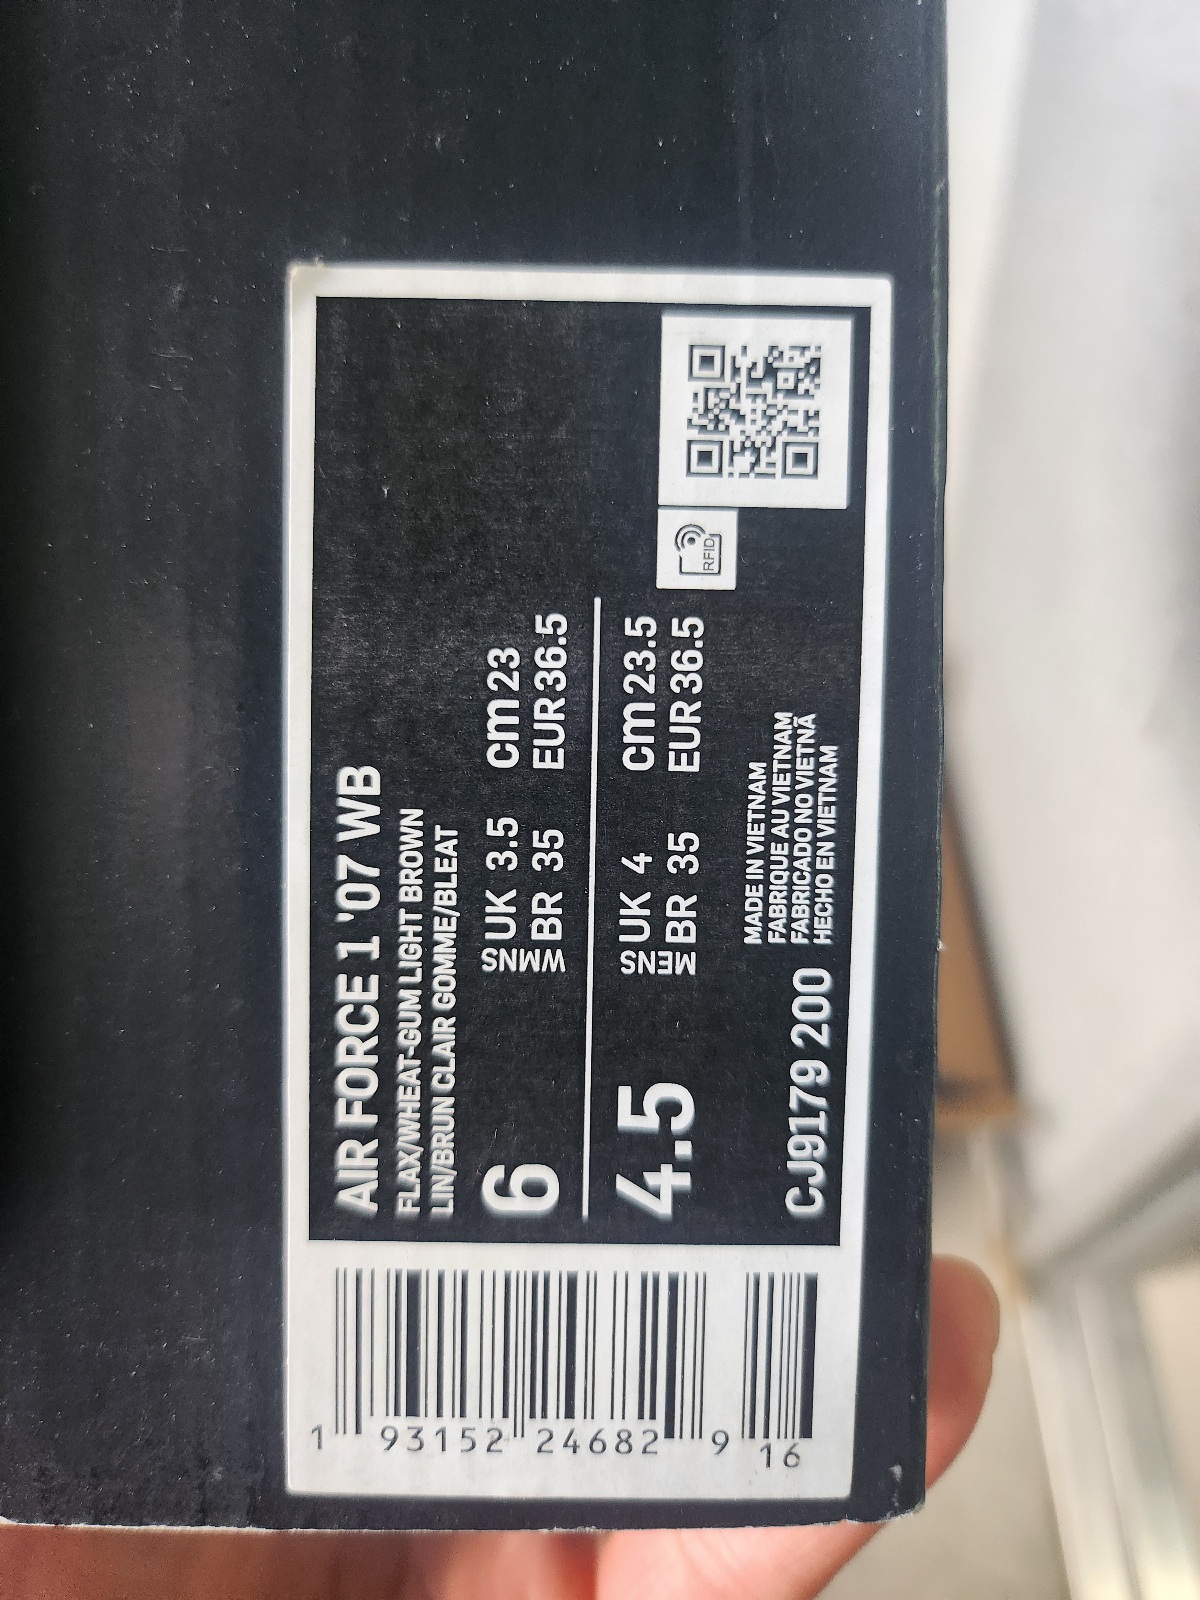 AIR FORCE 1 '07 WB
FLAX/WHEAT-GUM LIGHT BROWN
LIN/BRUN CLAIR GOMME/BLEAT
6
WMNS
UK 3.5 cm 23
BR 35 EUR 36.5
4.5
MENS
UK 4 cm 23.5
BR 35 EUR 36.5
RFID
CJ9179 200
MADE IN VIETNAM
FABRIQUE AU VIETNAM
FABRICADO NO VIETNÃ
HECHO EN VIETNAM
1 93152 24682 9 16